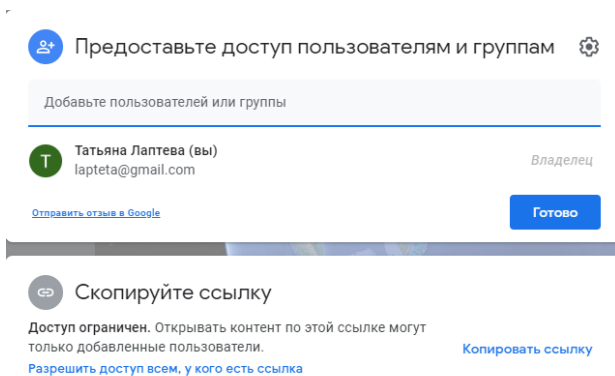 Предоставьте доступ пользователям и группам
Добавьте пользователей или группы
Т
Татьяна Лаптева (вы)
lapteta@gmail.com
Владелец
Отправить отзыв в Google
Готово
Скопируйте ссылку
Доступ ограничен. Открывать контент по этой ссылке могут
только добавленные пользователи.
Копировать ссылку
Разрешить доступ всем, у кого есть ссылка